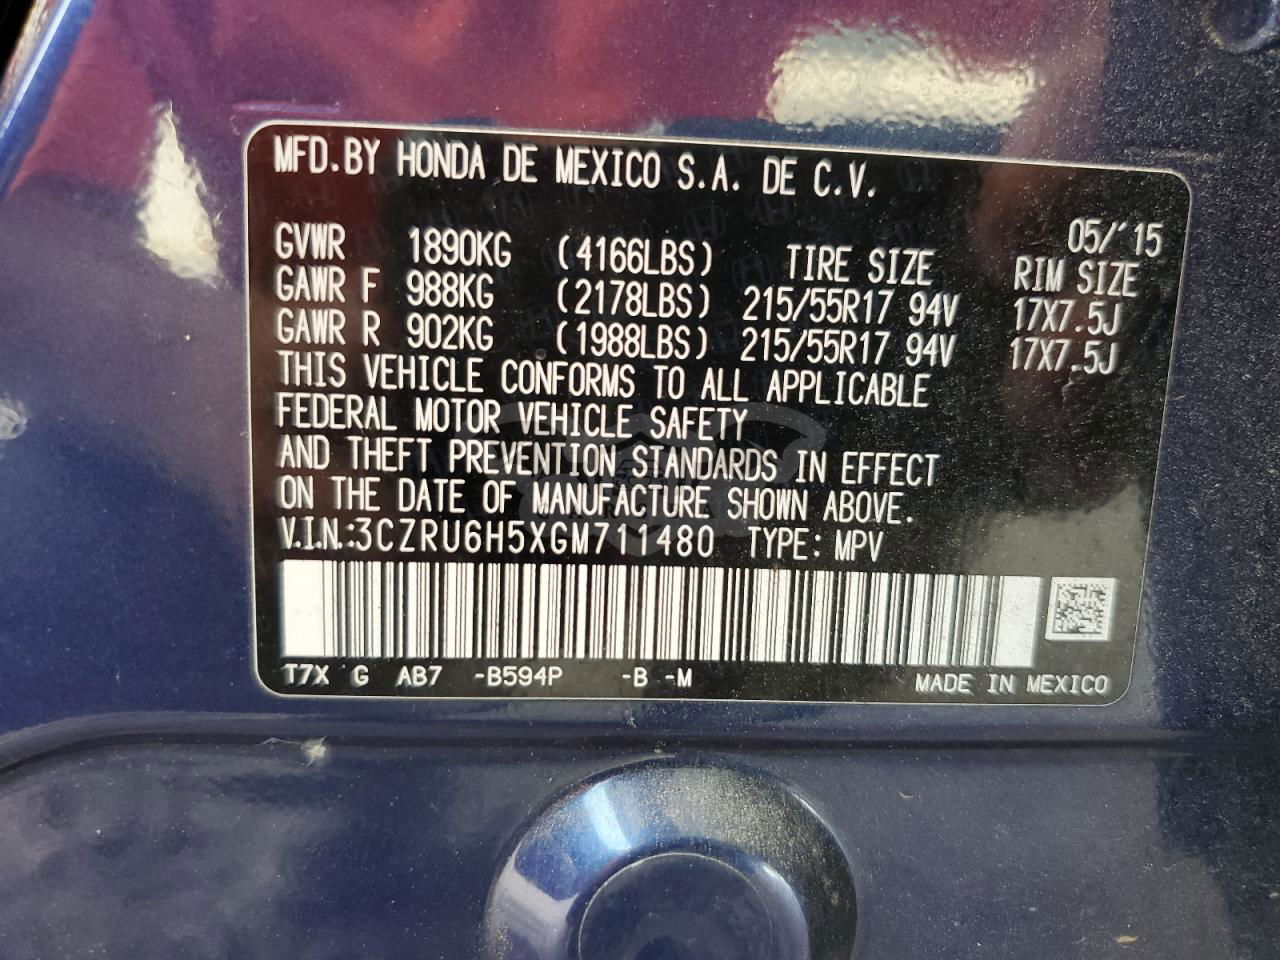 MFD.BY HONDA DE MEXICO S.A. DE C.V.
05/'15
GVWR 1890KG (4166LBS) TIRE SIZE RIM SIZE
GAWR F 988KG (2178LBS) 215/55R17 94V 17X7.5J
GAWR R 902KG (1988LBS) 215/55R17 94V 17X7.5J
THIS VEHICLE CONFORMS TO ALL APPLICABLE
FEDERAL MOTOR VEHICLE SAFETY
AND THEFT PREVENTION STANDARDS IN EFFECT
ON THE DATE OF MANUFACTURE SHOWN ABOVE.
V.I.N.:3CZRU6H5XGM711480 TYPE: MPV
T7X G AB7 -B594P -B -M MADE IN MEXICO